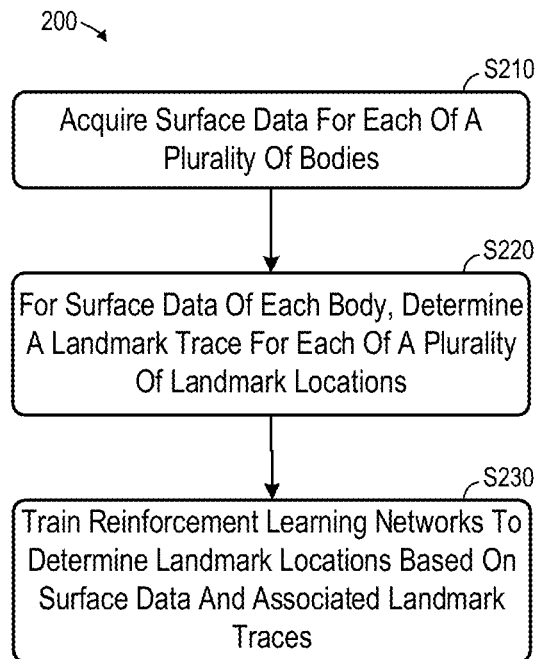 200
S210
Acquire Surface Data For Each Of A
Plurality Of Bodies
S220
For Surface Data Of Each Body, Determine
A Landmark Trace For Each Of A Plurality
Of Landmark Locations
S230
Train Reinforcement Learning Networks To
Determine Landmark Locations Based On
Surface Data And Associated Landmark
Traces